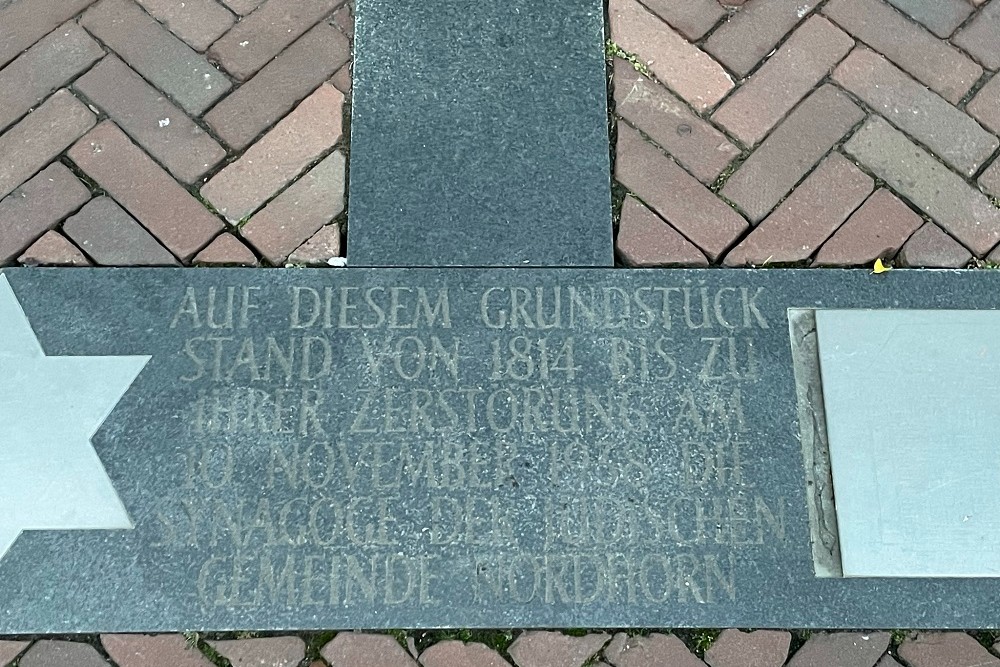 AUF DIESEM GRUNDSTÜCK
STAND VON 1814 BIS ZU
IHRER ZERSTÖRUNG AM
10. NOVEMBER 1938 DIE
SYNAGOGE DER JÜDISCHEN
GEMEINDE NORDHORN